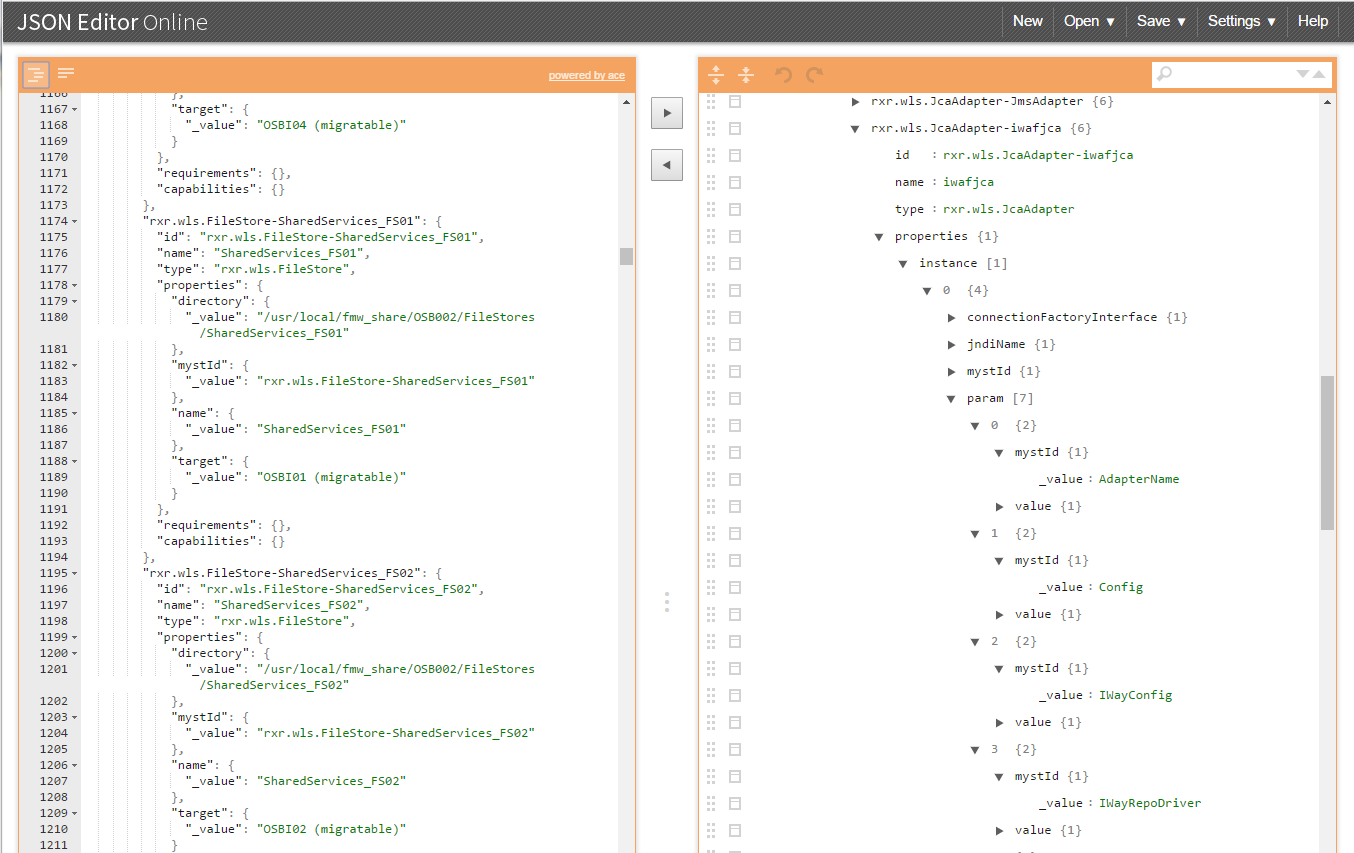 JSON Editor Online
New Open ▼ Save ▼ Settings ▼ Help
powered by ace
1166 },
1167 "target": {
1168 "_value": "OSBI04 (migratable)"
1169 }
1170 },
1171 "requirements": {},
1172 "capabilities": {}
1173 },
1174 "rxr.wls.FileStore-SharedServices_FS01": {
1175 "id": "rxr.wls.FileStore-SharedServices_FS01",
1176 "name": "SharedServices_FS01",
1177 "type": "rxr.wls.FileStore",
1178 "properties": {
1179 "directory": {
1180 "_value": "/usr/local/fmw_share/OSB002/FileStores
/SharedServices_FS01"
1181 },
1182 "mystId": {
1183 "_value": "rxr.wls.FileStore-SharedServices_FS01"
1184 },
1185 "name": {
1186 "_value": "SharedServices_FS01"
1187 },
1188 "target": {
1189 "_value": "OSBI01 (migratable)"
1190 }
1191 },
1192 "requirements": {},
1193 "capabilities": {}
1194 },
1195 "rxr.wls.FileStore-SharedServices_FS02": {
1196 "id": "rxr.wls.FileStore-SharedServices_FS02",
1197 "name": "SharedServices_FS02",
1198 "type": "rxr.wls.FileStore",
1199 "properties": {
1200 "directory": {
1201 "_value": "/usr/local/fmw_share/OSB002/FileStores
/SharedServices_FS02"
1202 },
1203 "mystId": {
1204 "_value": "rxr.wls.FileStore-SharedServices_FS02"
1205 },
1206 "name": {
1207 "_value": "SharedServices_FS02"
1208 },
1209 "target": {
1210 "_value": "OSBI02 (migratable)"
1211 }
rxr.wls.JcaAdapter-JmsAdapter {6}
rxr.wls.JcaAdapter-iwafjca {6}
id : rxr.wls.JcaAdapter-iwafjca
name : iwafjca
type : rxr.wls.JcaAdapter
properties {1}
instance [1]
0 {4}
connectionFactoryInterface {1}
jndiName {1}
mystId {1}
param [7]
0 {2}
mystId {1}
_value : AdapterName
value {1}
1 {2}
mystId {1}
_value : Config
value {1}
2 {2}
mystId {1}
_value : IWayConfig
value {1}
3 {2}
mystId {1}
_value : IWayRepoDriver
value {1}